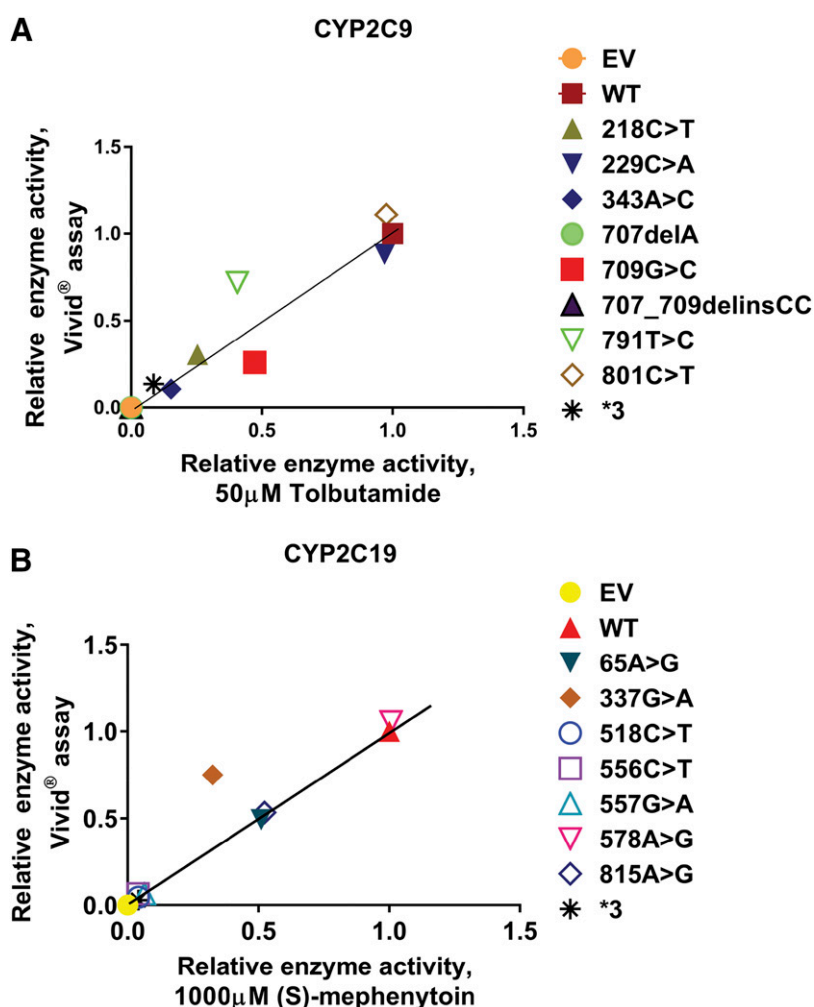 A
CYP2C9
Relative enzyme activity,
Vivid® assay
1.5
1.0
0.5
0.0
0.0 0.5 1.0 1.5
Relative enzyme activity,
50μM Tolbutamide
EV
WT
218C>T
229C>A
343A>C
707delA
709G>C
707_709delinsCC
791T>C
801C>T
*3
B
CYP2C19
Relative enzyme activity,
Vivid® assay
1.5
1.0
0.5
0.0
0.0 0.5 1.0 1.5
Relative enzyme activity,
1000μM (S)-mephenytoin
EV
WT
65A>G
337G>A
518C>T
556C>T
557G>A
578A>G
815A>G
*3